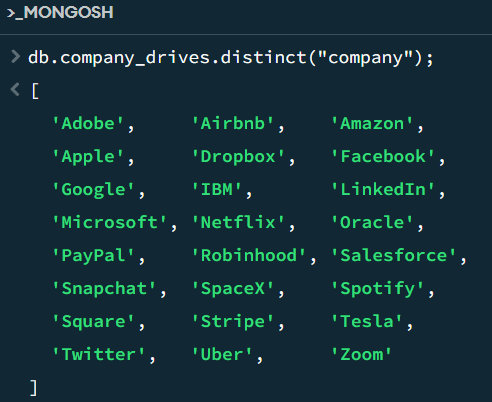 >_MONGOSH
> db.company_drives.distinct("company");
< [
'Adobe', 'Airbnb', 'Amazon',
'Apple', 'Dropbox', 'Facebook',
'Google', 'IBM', 'LinkedIn',
'Microsoft', 'Netflix', 'Oracle',
'PayPal', 'Robinhood', 'Salesforce',
'Snapchat', 'SpaceX', 'Spotify',
'Square', 'Stripe', 'Tesla',
'Twitter', 'Uber', 'Zoom'
]